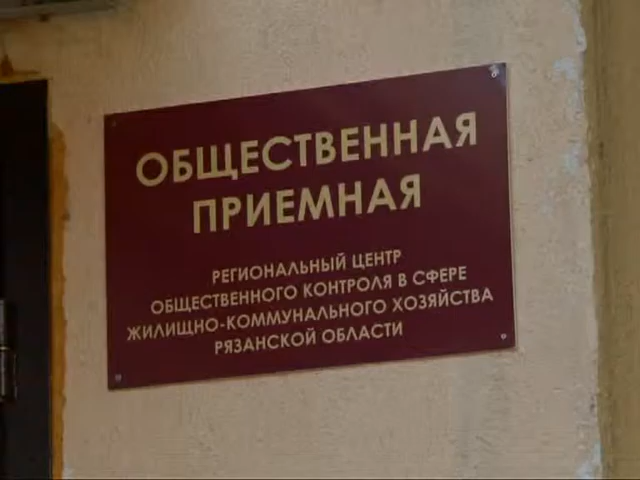 ОБЩЕСТВЕННАЯ
ПРИЕМНАЯ
РЕГИОНАЛЬНЫЙ ЦЕНТР
ОБЩЕСТВЕННОГО КОНТРОЛЯ В СФЕРЕ
ЖИЛИЩНО-КОММУНАЛЬНОГО ХОЗЯЙСТВА
РЯЗАНСКОЙ ОБЛАСТИ